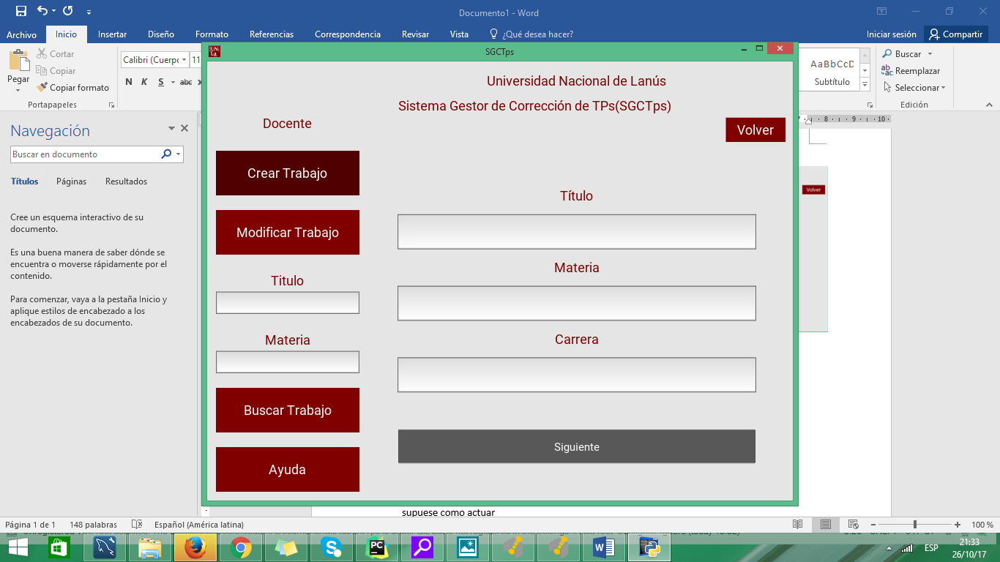 Documento1 - Word
Archivo
Inicio
Insertar
Diseño
Formato
Referencias
Correspondencia
Revisar
Vista
¿Qué desea hacer?
Iniciar sesión
Compartir
Pegar
Cortar
Copiar
Copiar formato
Portapapeles
Calibri (Cuerpo
11
N K S abc
AaBbCcD
Subtítulo
Buscar
Reemplazar
Seleccionar
Edición
Navegación
Buscar en documento
Títulos
Páginas
Resultados
Cree un esquema interactivo de su
documento.
Es una buena manera de saber dónde se
encuentra o moverse rápidamente por el
contenido.
Para comenzar, vaya a la pestaña Inicio y
aplique estilos de encabezado a los
encabezados de su documento.
UN
La
SGCTps
Universidad Nacional de Lanús
Sistema Gestor de Corrección de TPs(SGCTps)
Docente
Volver
Crear Trabajo
Modificar Trabajo
Titulo
Materia
Buscar Trabajo
Ayuda
Título
Materia
Carrera
Siguiente
7 8 9 10
Volver
supuese como actuar
Página 1 de 1
148 palabras
Español (América latina)
100 %
PC
ESP
21:33
26/10/17